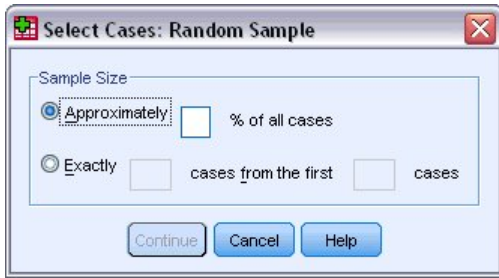 Select Cases: Random Sample
Sample Size
Approximately % of all cases
Exactly cases from the first cases
Continue Cancel Help